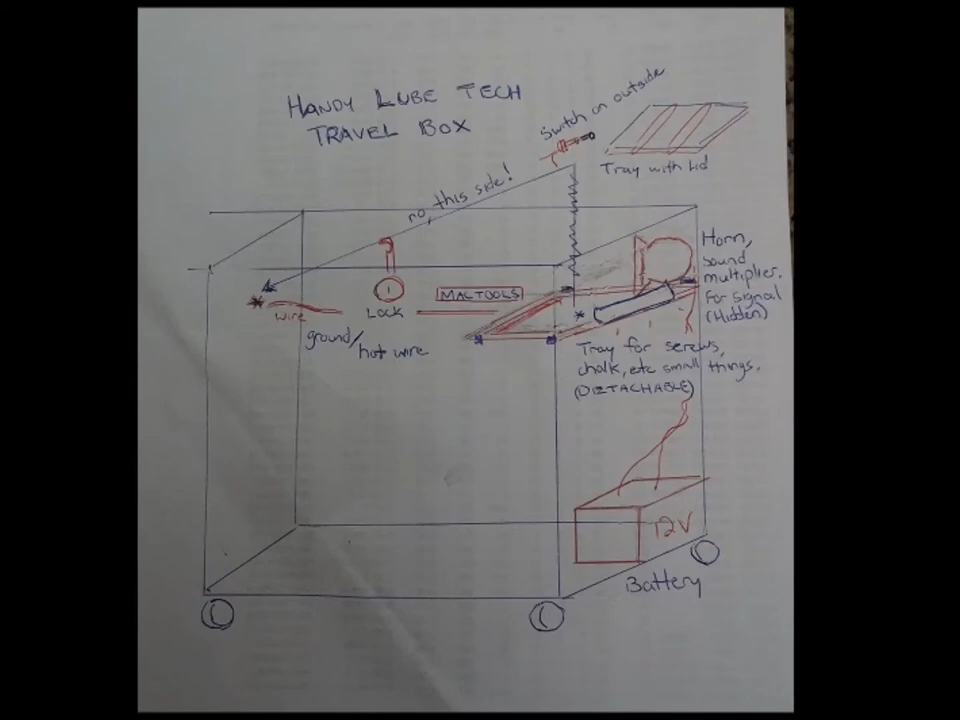 HANDY LUBE TECH
TRAVEL BOX
Switch on outside
Tray with Lid
no, this side!
Horn,
sound
multiplier.
For signal
(Hidden)
MACTOOLS
wire
Lock
ground/
hot wire
Tray for screws,
chalk, etc small things.
(DETACHABLE)
12V
Battery